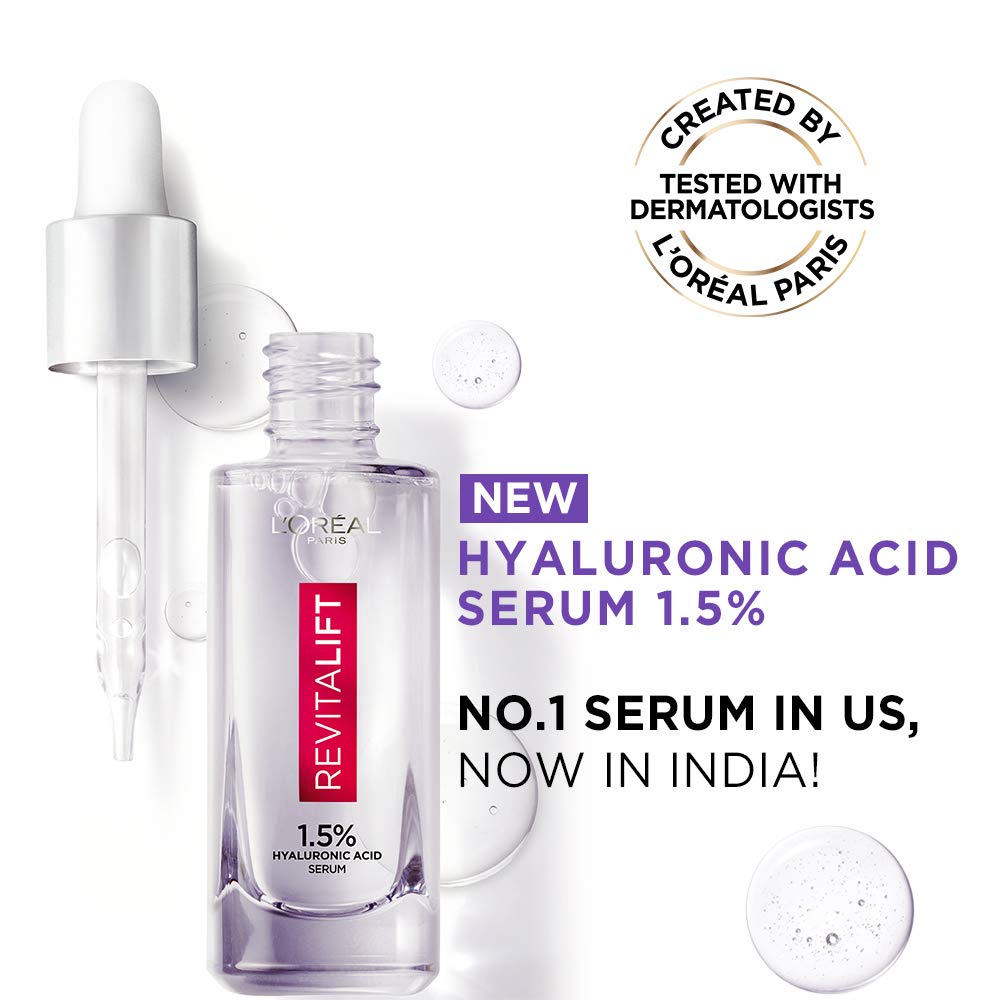 CREATED BY
TESTED WITH
DERMATOLOGISTS
L'ORÉAL PARIS
L'ORÉAL
PARIS
REVITALIFT
1.5%
HYALURONIC ACID
SERUM
NEW
HYALURONIC ACID
SERUM 1.5%
NO.1 SERUM IN US,
NOW IN INDIA!